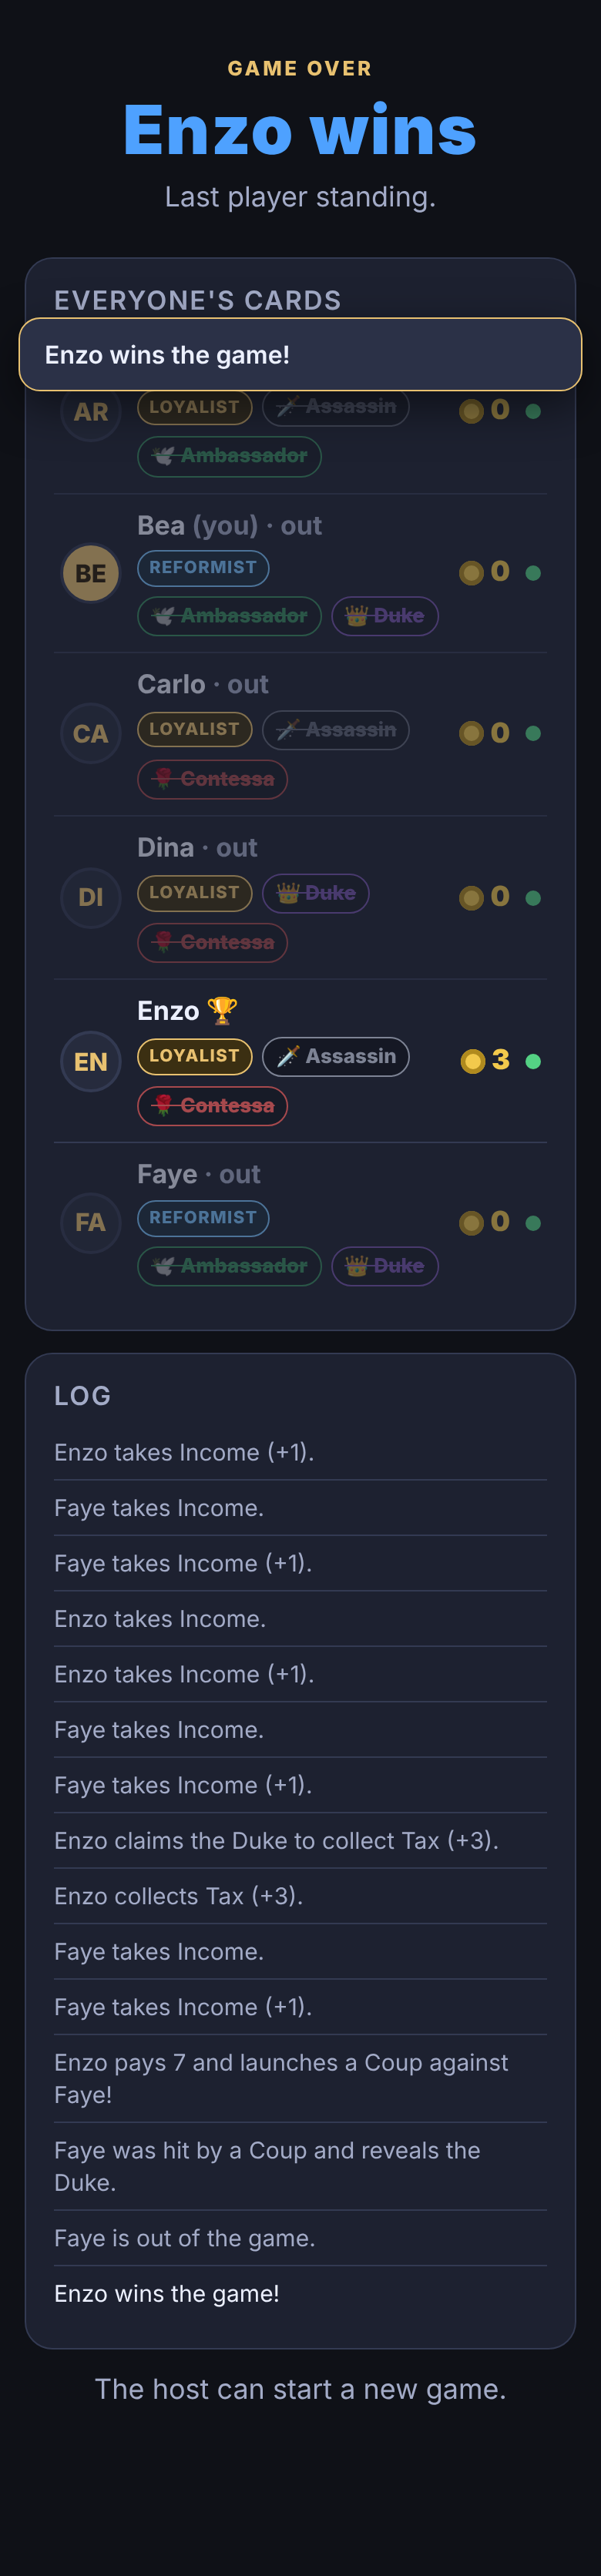 GAME OVER
Enzo wins
Last player standing.
EVERYONE'S CARDS
Enzo wins the game!
AR
LOYALIST
Assassin
0
Ambassador
Bea (you) · out
BE
REFORMIST
0
Ambassador
Duke
Carlo · out
CA
LOYALIST
Assassin
0
Contessa
Dina · out
DI
LOYALIST
Duke
0
Contessa
Enzo 🏆
EN
LOYALIST
Assassin
3
Contessa
Faye · out
FA
REFORMIST
0
Ambassador
Duke
LOG
Enzo takes Income (+1).
Faye takes Income.
Faye takes Income (+1).
Enzo takes Income.
Enzo takes Income (+1).
Faye takes Income.
Faye takes Income (+1).
Enzo claims the Duke to collect Tax (+3).
Enzo collects Tax (+3).
Faye takes Income.
Faye takes Income (+1).
Enzo pays 7 and launches a Coup against
Faye!
Faye was hit by a Coup and reveals the
Duke.
Faye is out of the game.
Enzo wins the game!
The host can start a new game.